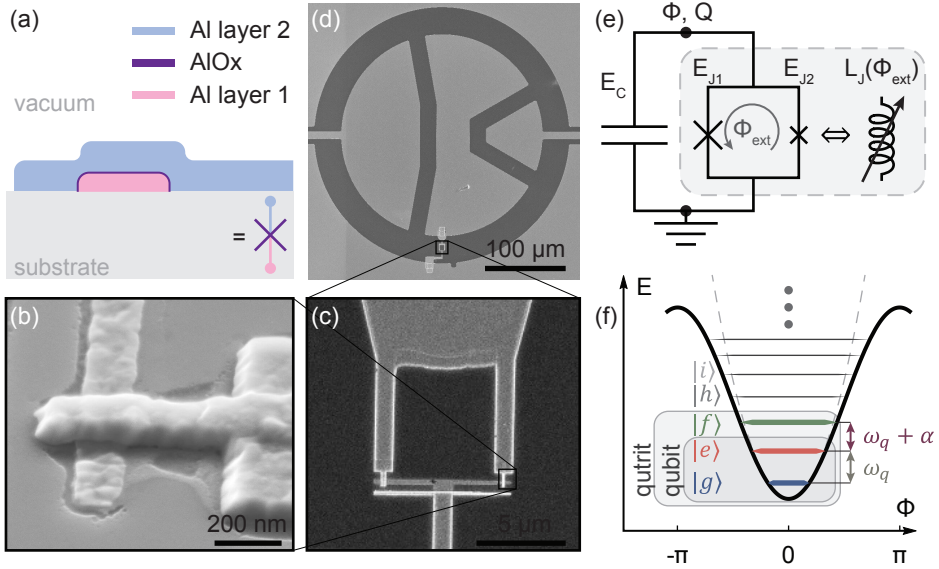 (a)
Al layer 2
AlOx
Al layer 1
vacuum
=
substrate
(b)
200 nm
(c)
5 μm
(d)
100 μm
(e)
Φ, Q
E_C
E_J1
E_J2
L_J(Φ_ext)
Φ_ext
⇔
(f)
E
|i⟩
|h⟩
|f⟩
|e⟩
|g⟩
qutrit
qubit
ω_q + α
ω_q
Φ
-π 0 π